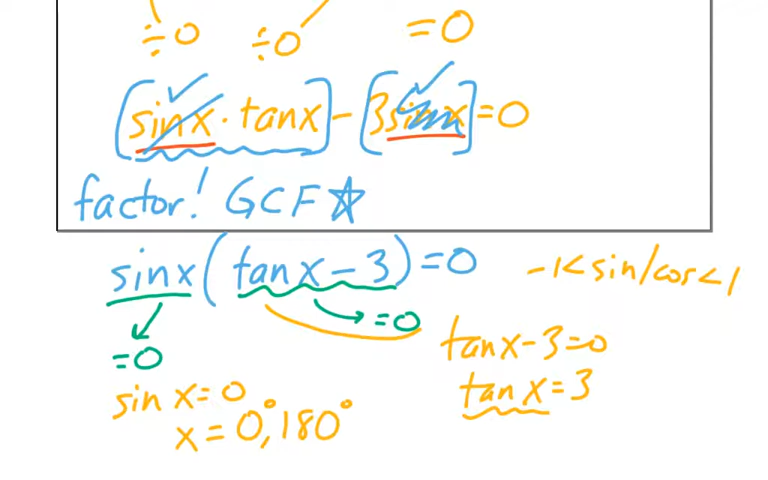 ÷0 ÷0 =0
[sinx · tanx] - [3sinx] = 0
factor! GCF☆
sinx(tanx-3)=0
-1<sin/cos<1
=0
=0
tanx-3=0
tanx=3
sin x=0
x=0°,180°